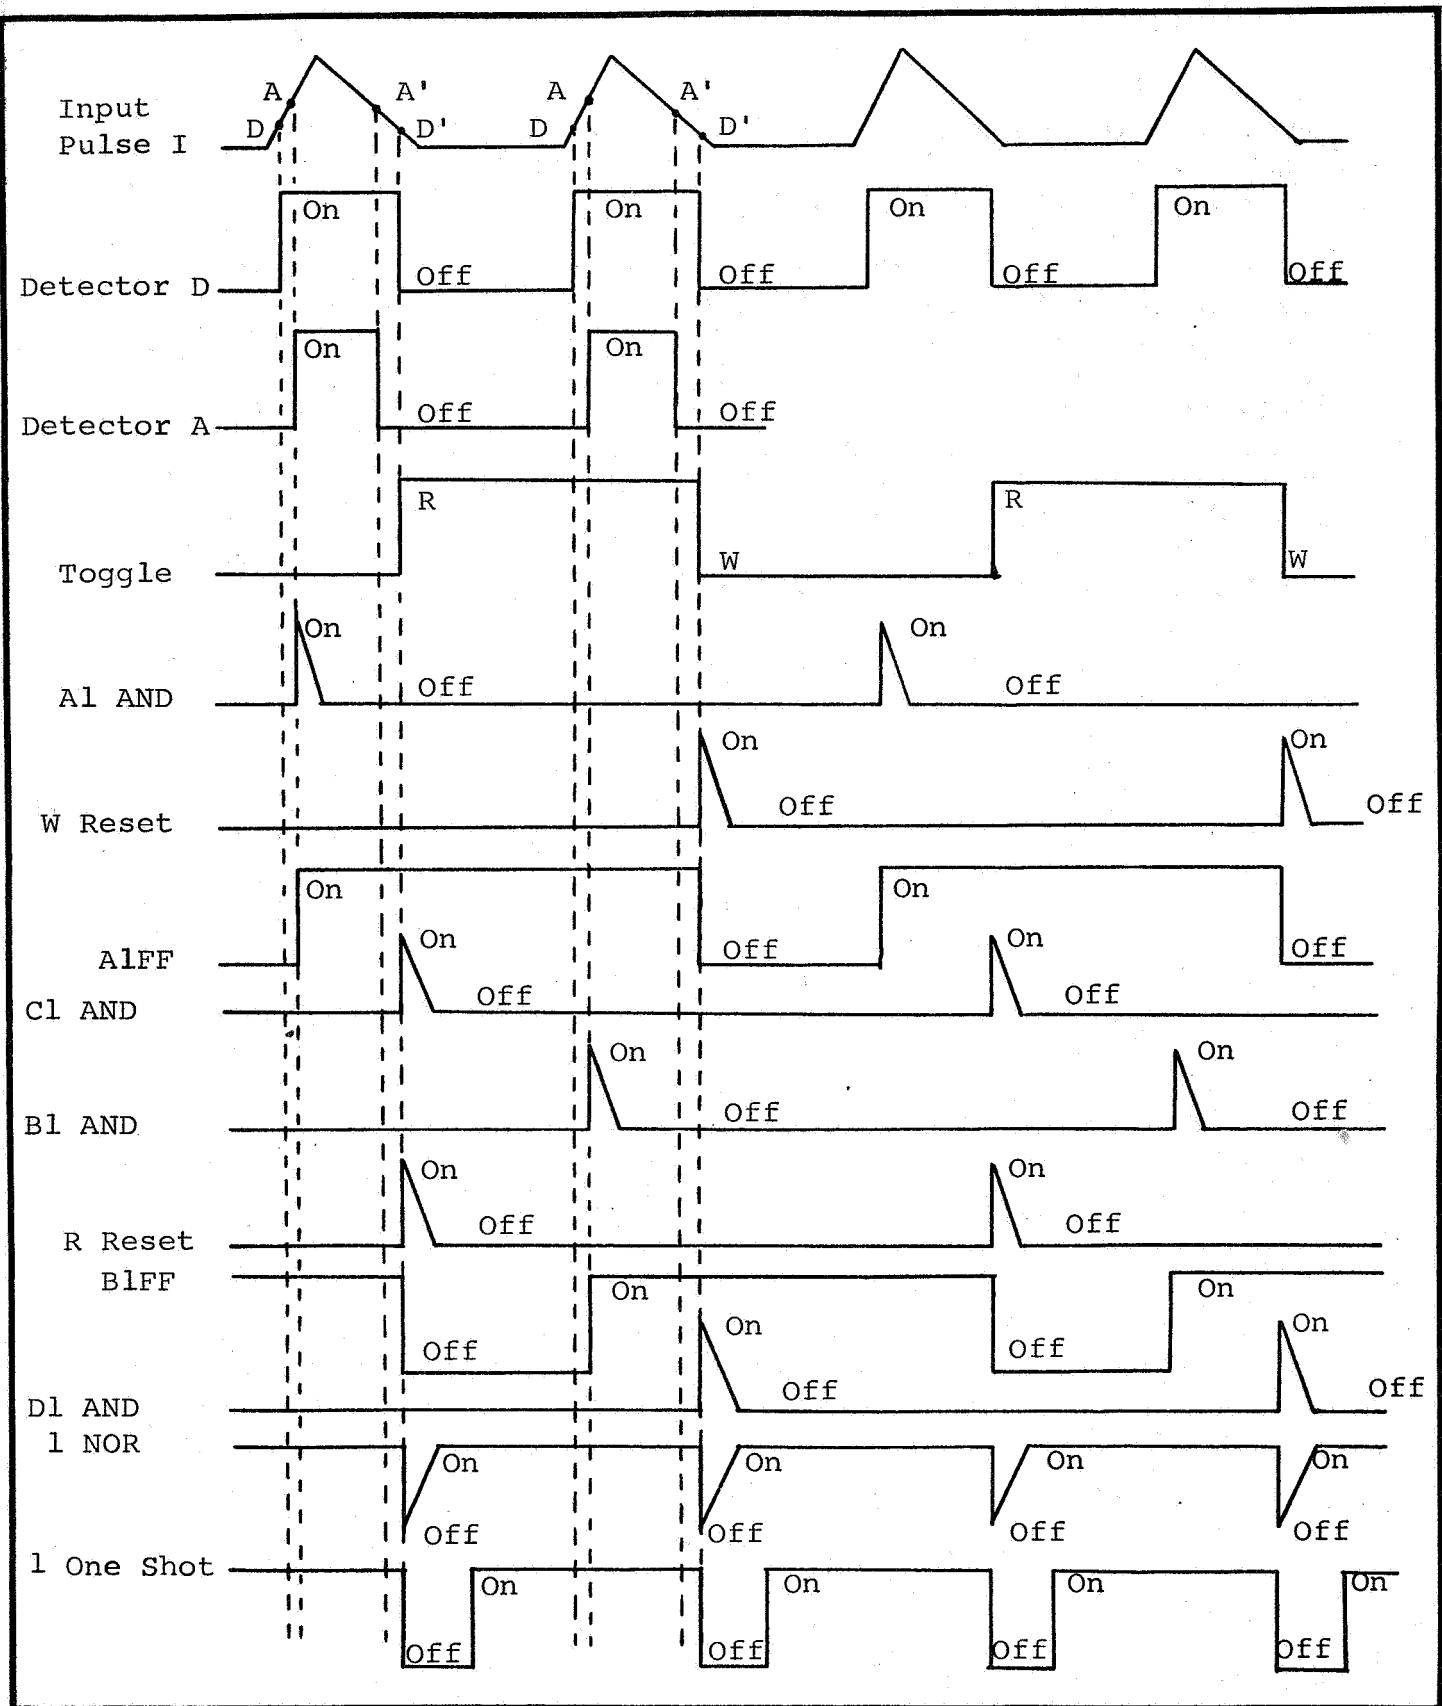 A A' A A'
Input
D D' D D'
Pulse I
On On On On
Off Off Off Off
Detector D
On On
Off Off
Detector A
R R
W W
Toggle
On On
Off Off
A1 AND
On On
Off Off
W Reset
On On
Off Off
A1FF
On On
Off Off
C1 AND
On On
Off Off
B1 AND
On On
Off Off
R Reset
B1FF
On On
On On
Off Off
Off Off
D1 AND
1 NOR
On On On On
Off Off Off Off
1 One Shot
On On On On
Off Off Off Off